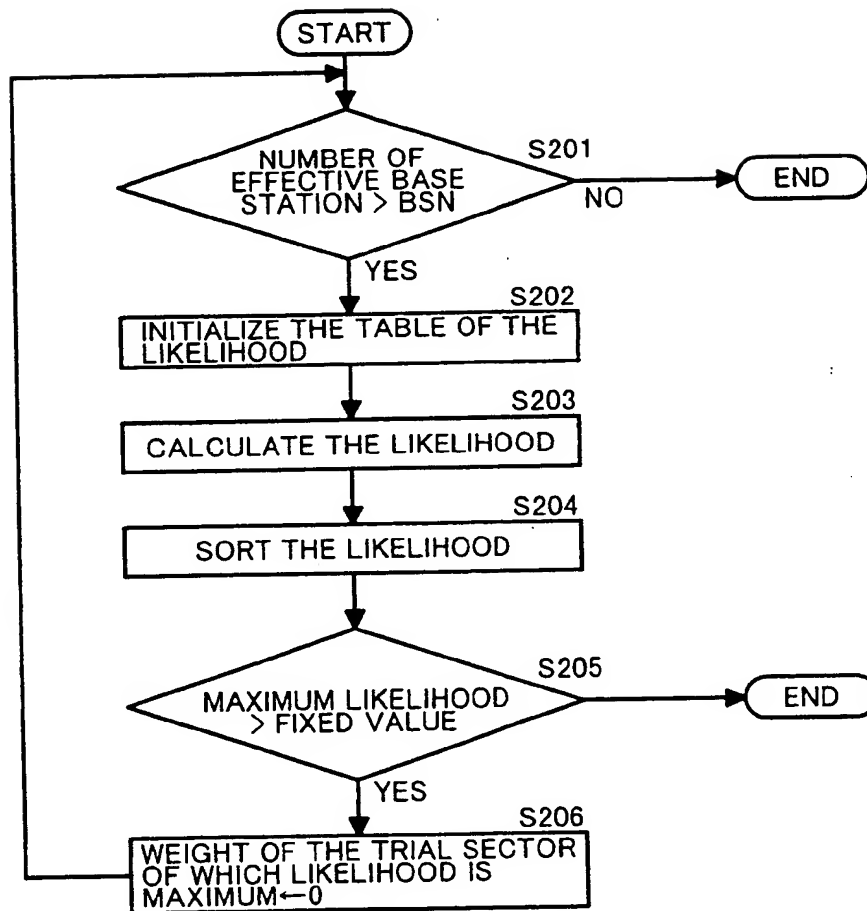 START
S201
NUMBER OF
EFFECTIVE BASE
STATION > BSN
NO
END
YES
S202
INITIALIZE THE TABLE OF THE
LIKELIHOOD
S203
CALCULATE THE LIKELIHOOD
S204
SORT THE LIKELIHOOD
S205
MAXIMUM LIKELIHOOD
> FIXED VALUE
END
YES
S206
WEIGHT OF THE TRIAL SECTOR
OF WHICH LIKELIHOOD IS
MAXIMUM←0